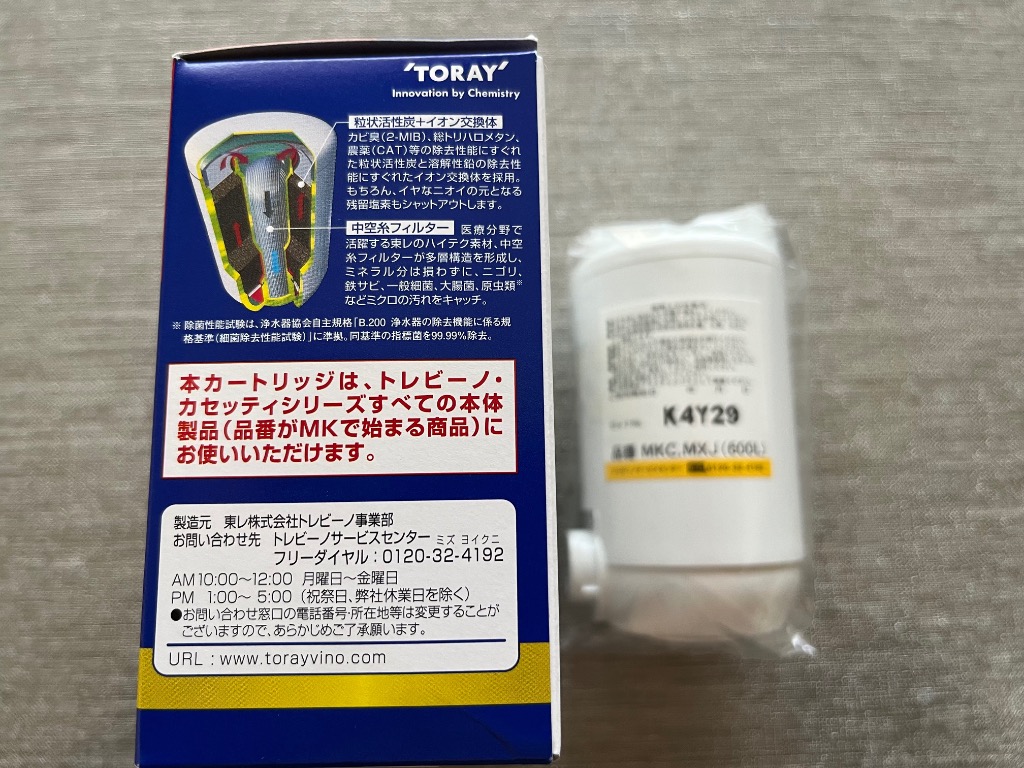 'TORAY'
Innovation by Chemistry
粒状活性炭+イオン交換体
カビ臭(2-MIB)、総トリハロメタン、
農薬(CAT)等の除去性能にすぐれ
た粒状活性炭と溶解性鉛の除去性
能にすぐれたイオン交換体を採用。
もちろん、イヤなニオイの元となる
残留塩素もシャットアウトします。
中空糸フィルター 医療分野で
活躍する東レのハイテク素材、中空
糸フィルターが多層構造を形成し、
ミネラル分は損わずに、ニゴリ、
鉄サビ、一般細菌、大腸菌、原虫類※
などミクロの汚れをキャッチ。
※ 除菌性能試験は、浄水器協会自主規格「B.200 浄水器の除去機能に係る規
格基準(細菌除去性能試験)」に準拠。同基準の指標菌を99.99%除去。
本カートリッジは、トレビーノ・
カセッティシリーズすべての本体
製品(品番がMKで始まる商品)に
お使いいただけます。
製造元 東レ株式会社トレビーノ事業部
お問い合わせ先 トレビーノサービスセンター ミズ ヨイクニ
フリーダイヤル:0120-32-4192
AM10:00~12:00 月曜日~金曜日
PM 1:00~ 5:00(祝祭日、弊社休業日を除く)
●お問い合わせ窓口の電話番号・所在地等は変更することが
ございますので、あらかじめご了承願います。
URL : www.torayvino.com
K4Y29
品番 MKC.MXJ(600L)